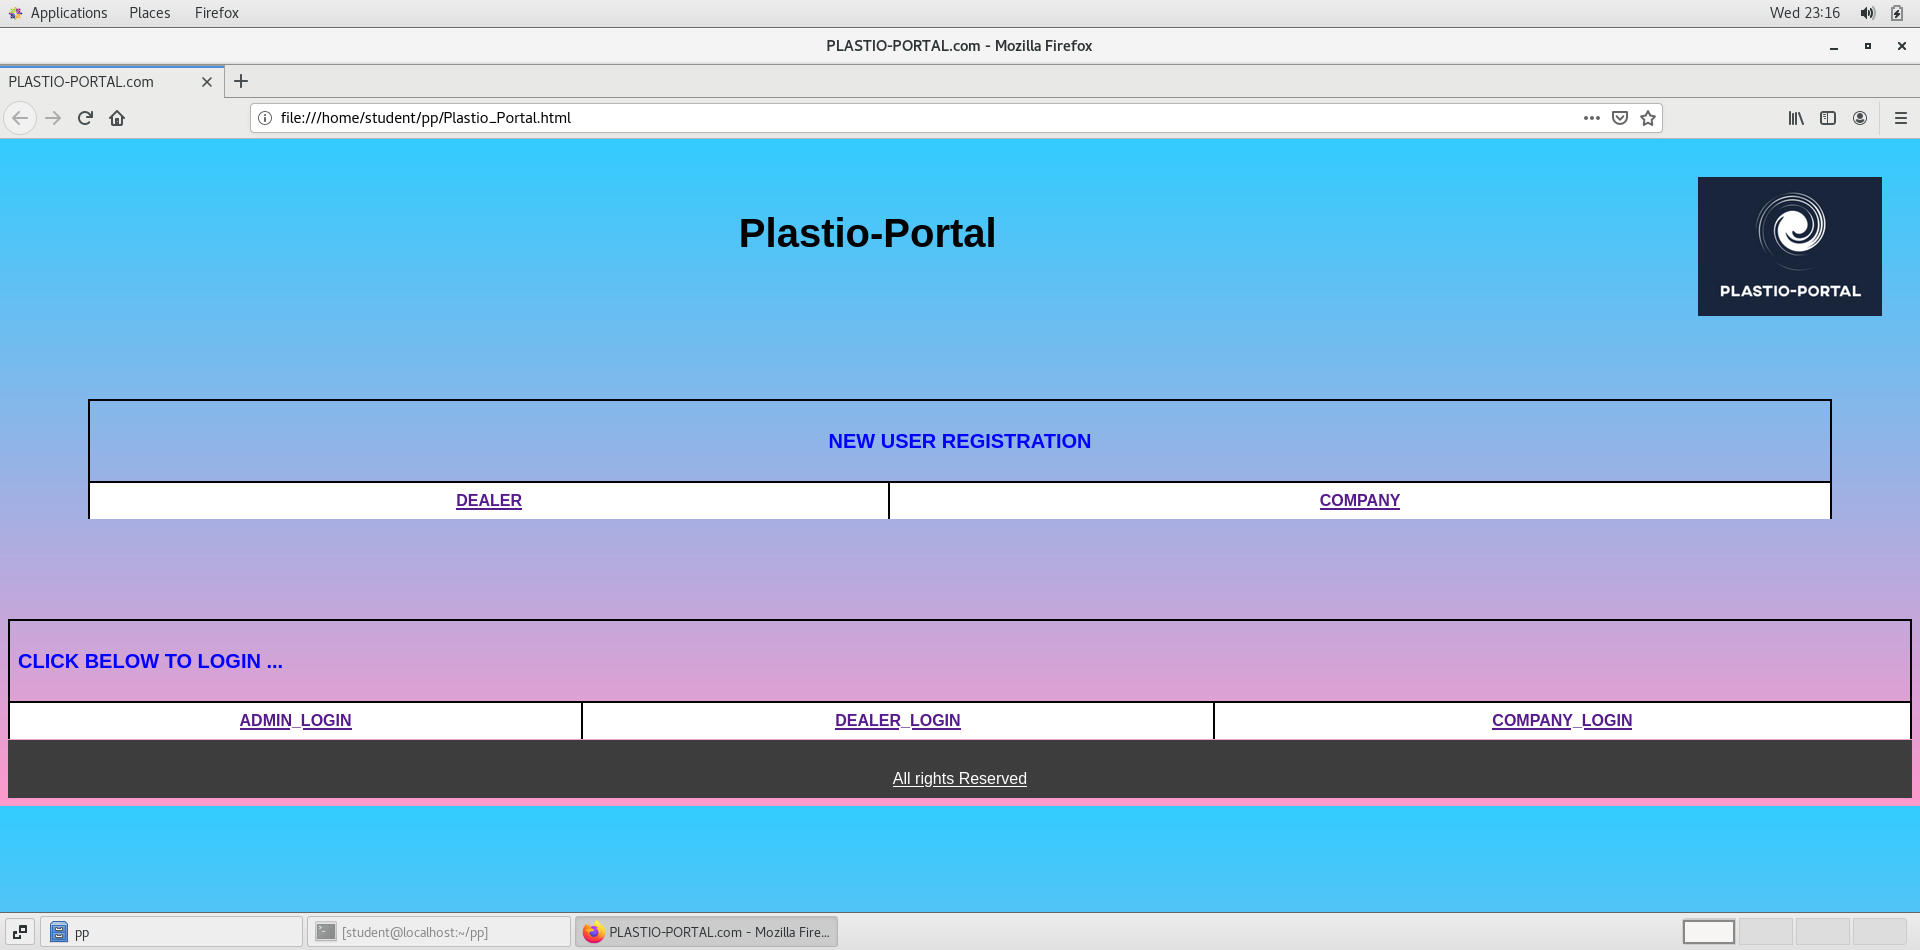 Applications Places Firefox Wed 23:16
PLASTIO-PORTAL.com - Mozilla Firefox
PLASTIO-PORTAL.com
file:///home/student/pp/Plastio_Portal.html
Plastio-Portal
PLASTIO-PORTAL
NEW USER REGISTRATION
DEALER COMPANY
CLICK BELOW TO LOGIN ...
ADMIN_LOGIN DEALER_LOGIN COMPANY_LOGIN
All rights Reserved
pp [student@localhost:~/pp] PLASTIO-PORTAL.com - Mozilla Fire...